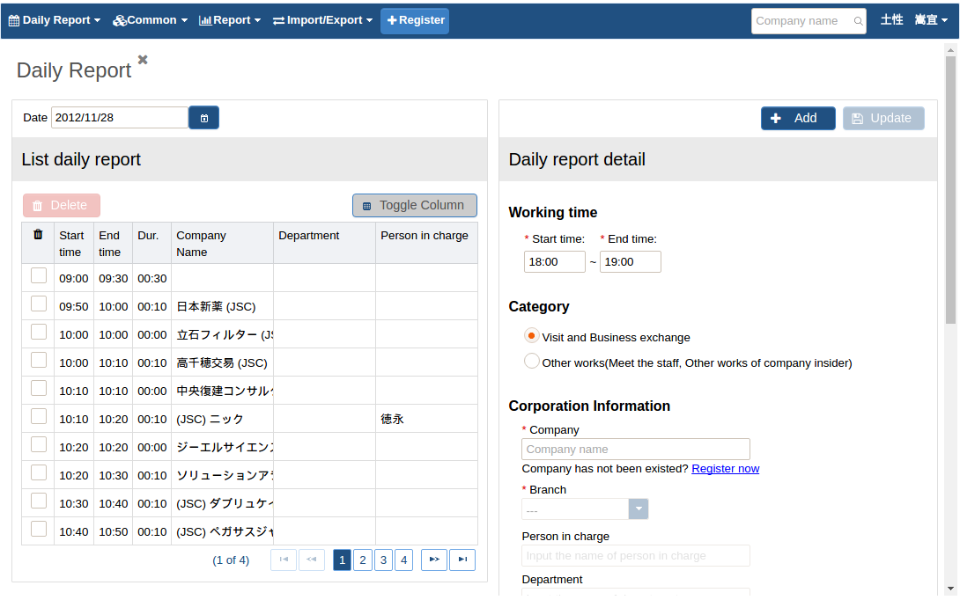 Daily Report Common Report Import/Export Register Company name 土性 嵩宜
Daily Report
Date 2012/11/28
List daily report
Delete Toggle Column
Start time End time Dur. Company Name Department Person in charge
09:00 09:30 00:30
09:50 10:00 00:10 日本新薬 (JSC)
10:00 10:00 00:00 立石フィルター (JS
10:00 10:10 00:10 高千穂交易 (JSC)
10:10 10:10 00:00 中央復建コンサルタ
10:10 10:20 00:10 (JSC) ニック 徳永
10:20 10:20 00:00 ジーエルサイエンス
10:20 10:30 00:10 ソリューションアラ
10:30 10:40 00:10 (JSC) ダブリュケイ
10:40 10:50 00:10 (JSC) ペガサスジャ
(1 of 4) 1 2 3 4
Add Update
Daily report detail
Working time
* Start time: * End time:
18:00 ~ 19:00
Category
Visit and Business exchange
Other works(Meet the staff, Other works of company insider)
Corporation Information
* Company
Company name
Company has not been existed? Register now
* Branch
---
Person in charge
Input the name of person in charge
Department